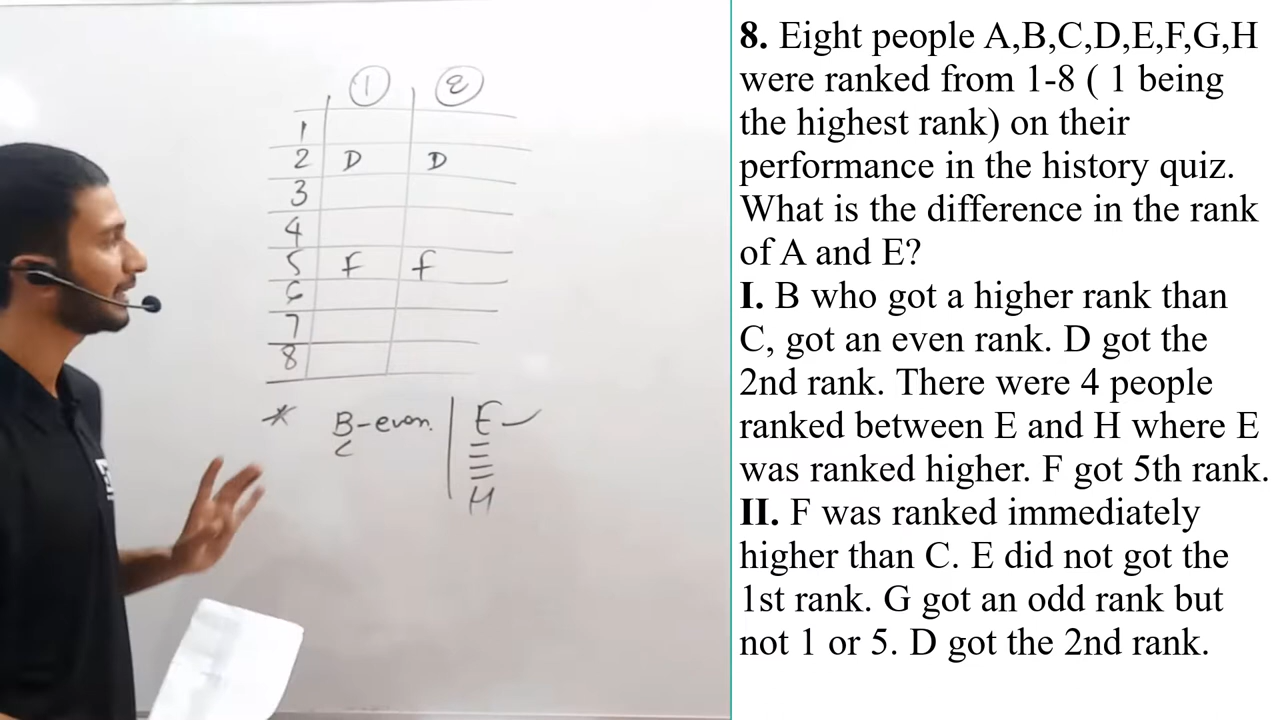 ① ②
1
2 D D
3
4
5 F f
6
7
8
* B-even. E
C
H
8. Eight people A,B,C,D,E,F,G,H
were ranked from 1-8 ( 1 being
the highest rank) on their
performance in the history quiz.
What is the difference in the rank
of A and E?
I. B who got a higher rank than
C, got an even rank. D got the
2nd rank. There were 4 people
ranked between E and H where E
was ranked higher. F got 5th rank.
II. F was ranked immediately
higher than C. E did not got the
1st rank. G got an odd rank but
not 1 or 5. D got the 2nd rank.